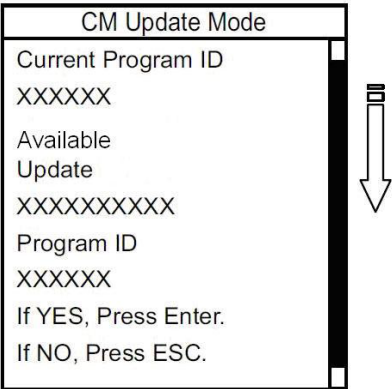 CM Update Mode
Current Program ID
XXXXXX
Available
Update
XXXXXXXXXX
Program ID
XXXXXX
If YES, Press Enter.
If NO, Press ESC.